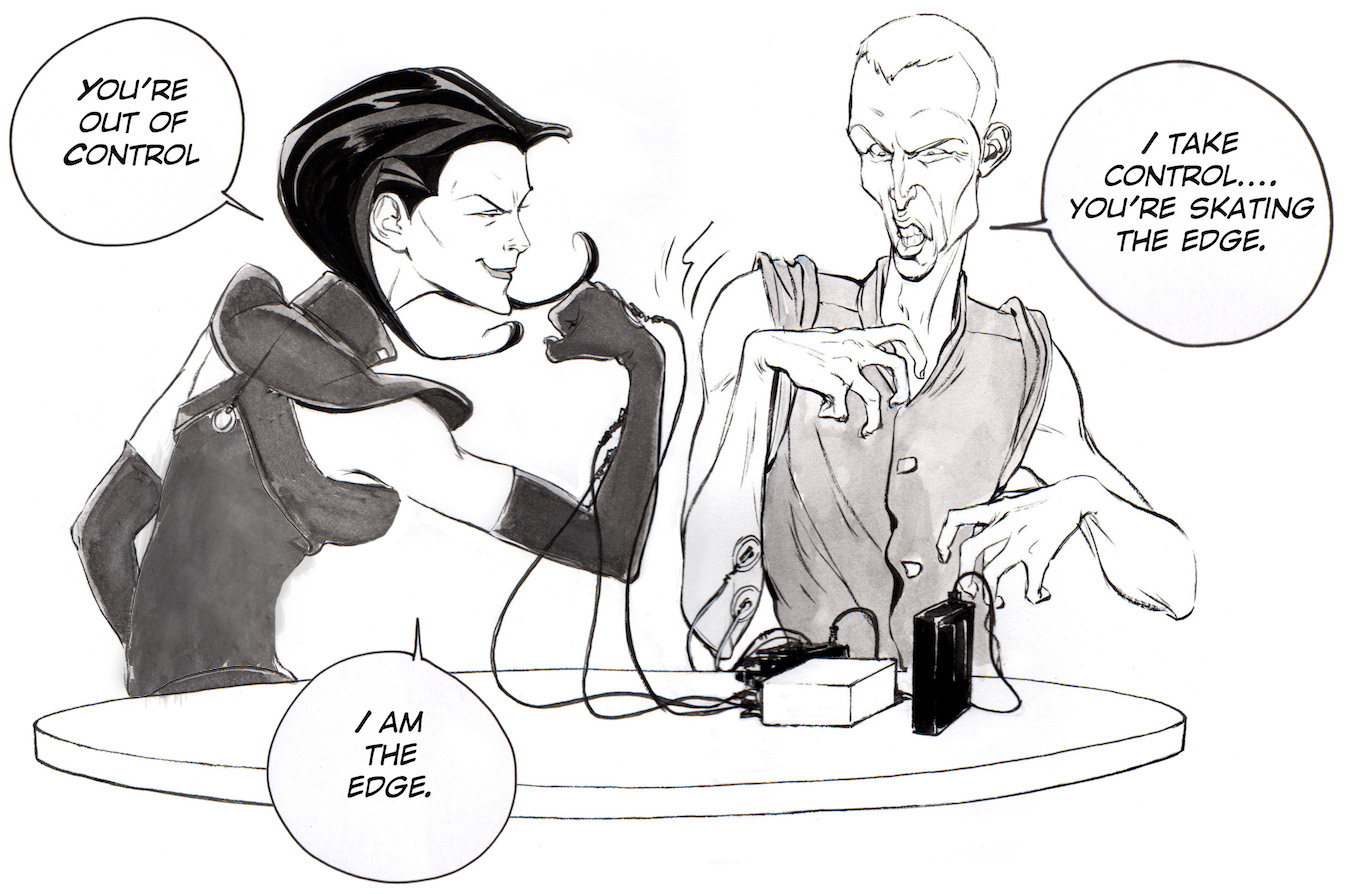 YOU'RE
OUT OF
CONTROL
I TAKE
CONTROL....
YOU'RE SKATING
THE EDGE.
I AM
THE
EDGE.